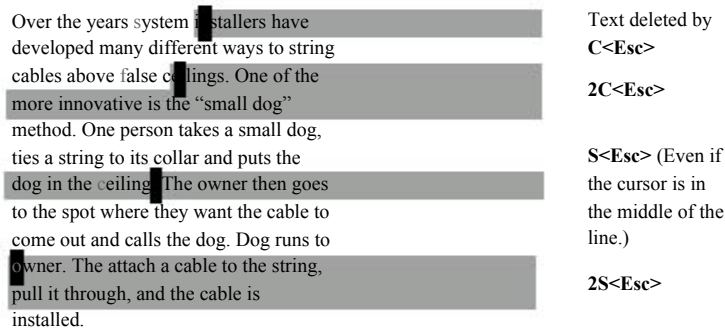 Over the years system installers have
developed many different ways to string
cables above false ceilings. One of the
more innovative is the “small dog”
method. One person takes a small dog,
ties a string to its collar and puts the
dog in the ceiling. The owner then goes
to the spot where they want the cable to
come out and calls the dog. Dog runs to
owner. The attach a cable to the string,
pull it through, and the cable is
installed.
Text deleted by
C<Esc>
2C<Esc>
S<Esc> (Even if
the cursor is in
the middle of the
line.)
2S<Esc>